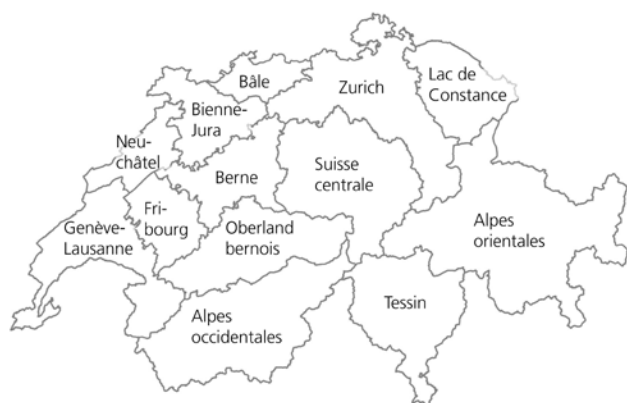 Bâle
Zurich
Lac de
Constance
Bienne-
Jura
Neu-
châtel
Berne
Suisse
centrale
Fri-
bourg
Genève-
Lausanne
Oberland
bernois
Alpes
orientales
Alpes
occidentales
Tessin